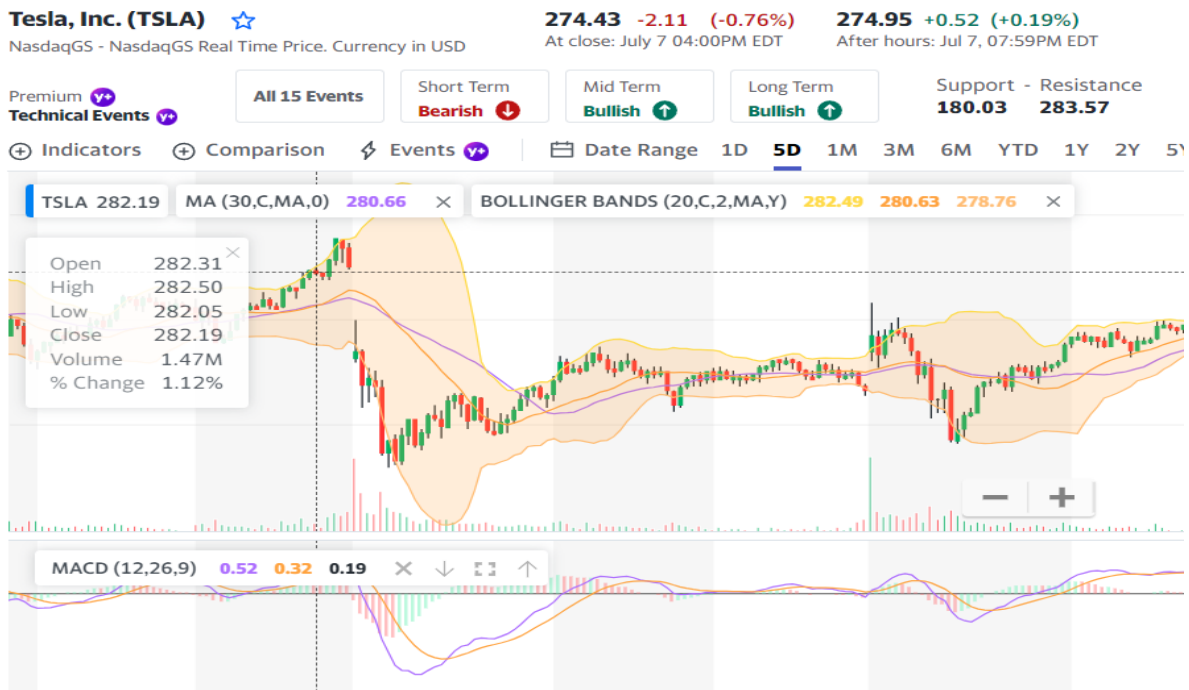 Tesla, Inc. (TSLA)
274.43 -2.11 (-0.76%) 274.95 +0.52 (+0.19%)
NasdaqGS - NasdaqGS Real Time Price. Currency in USD
At close: July 7 04:00PM EDT After hours: Jul 7, 07:59PM EDT
Premium y+
Technical Events y+
All 15 Events
Short Term
Bearish
Mid Term
Bullish
Long Term
Bullish
Support - Resistance
180.03 283.57
Indicators Comparison Events y+ Date Range 1D 5D 1M 3M 6M YTD 1Y 2Y 5Y
TSLA 282.19 MA (30,C,MA,0) 280.66 BOLLINGER BANDS (20,C,2,MA,Y) 282.49 280.63 278.76
Open 282.31
High 282.50
Low 282.05
Close 282.19
Volume 1.47M
% Change 1.12%
MACD (12,26,9) 0.52 0.32 0.19